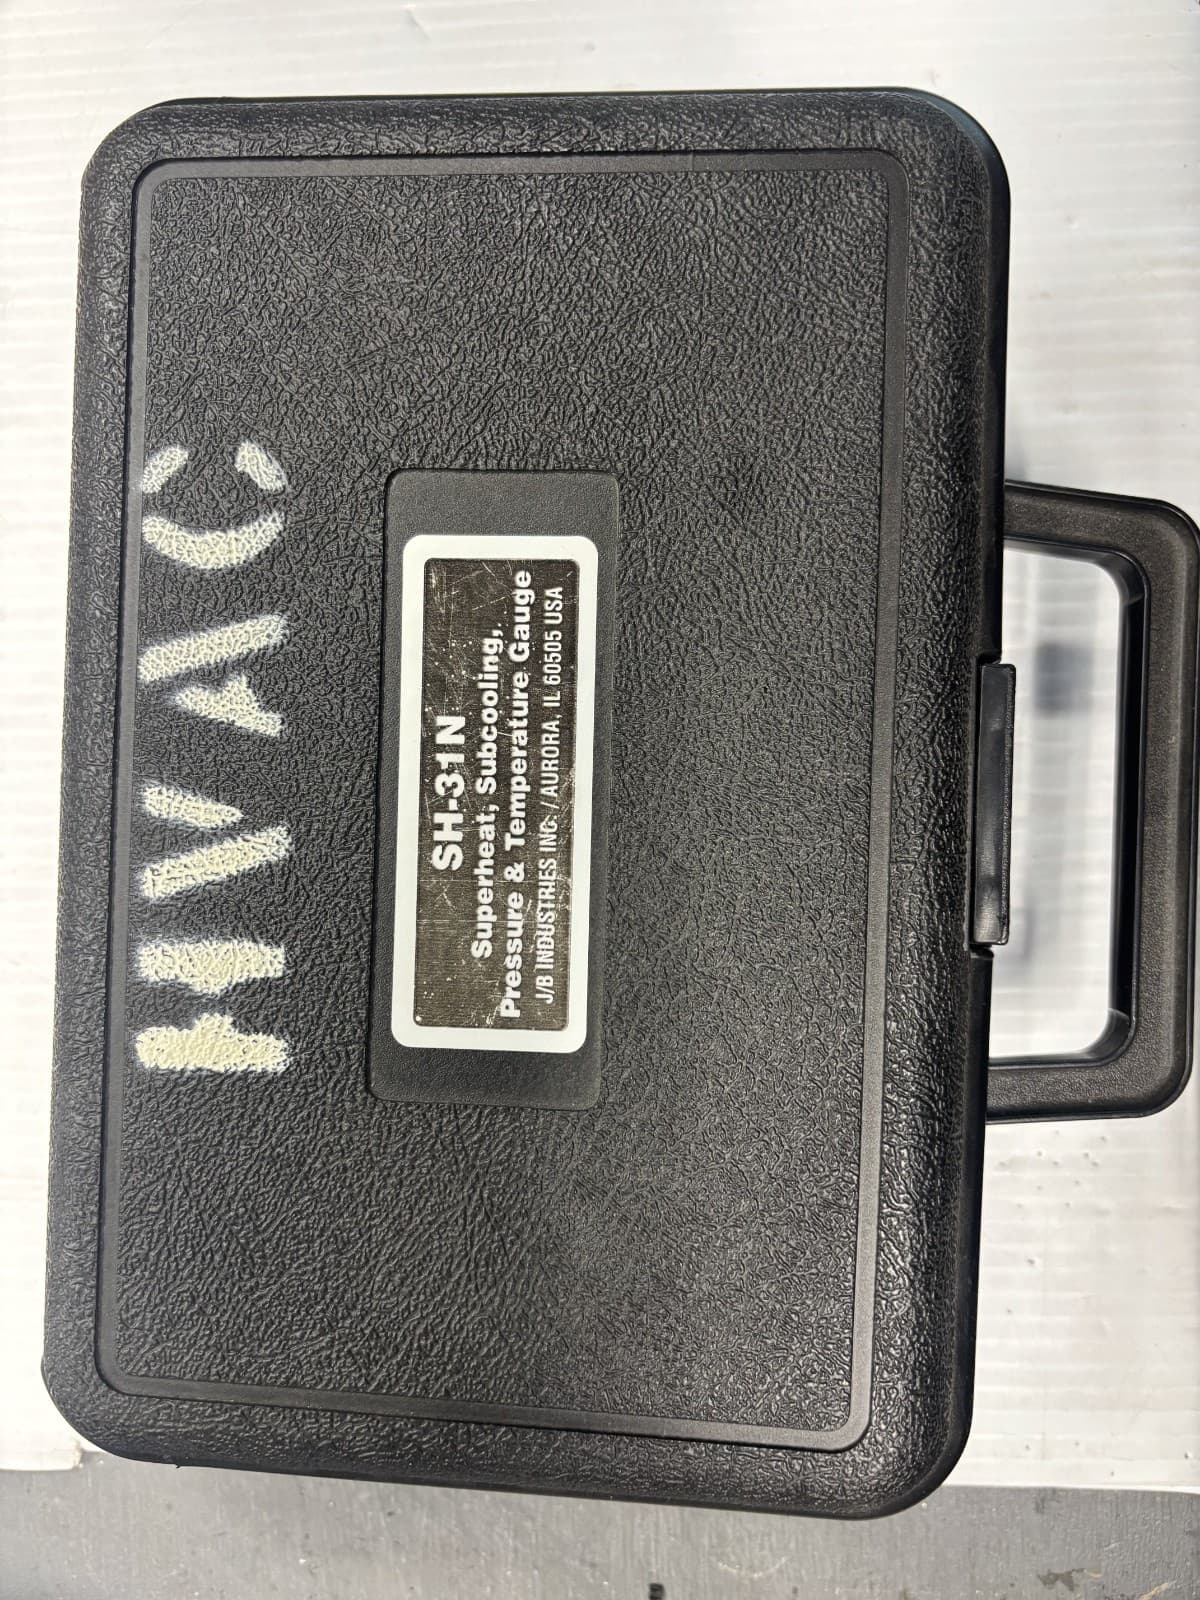 HVAC
SH-31N
Superheat, Subcooling,
Pressure & Temperature Gauge
J/B INDUSTRIES INC. / AURORA, IL 60505 USA